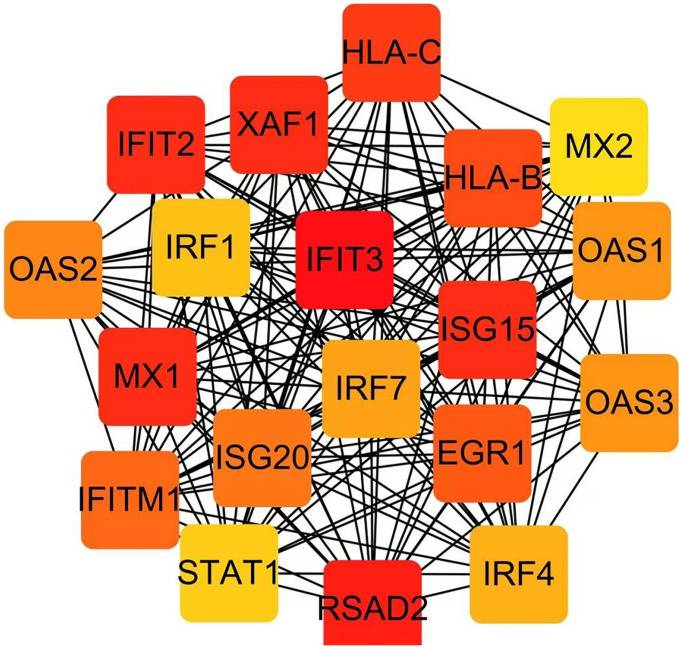 HLA-C
XAF1
IFIT2
MX2
HLA-B
IRF1
OAS1
IFIT3
OAS2
ISG15
MX1
IRF7
OAS3
ISG20
EGR1
IFITM1
STAT1
IRF4
RSAD2